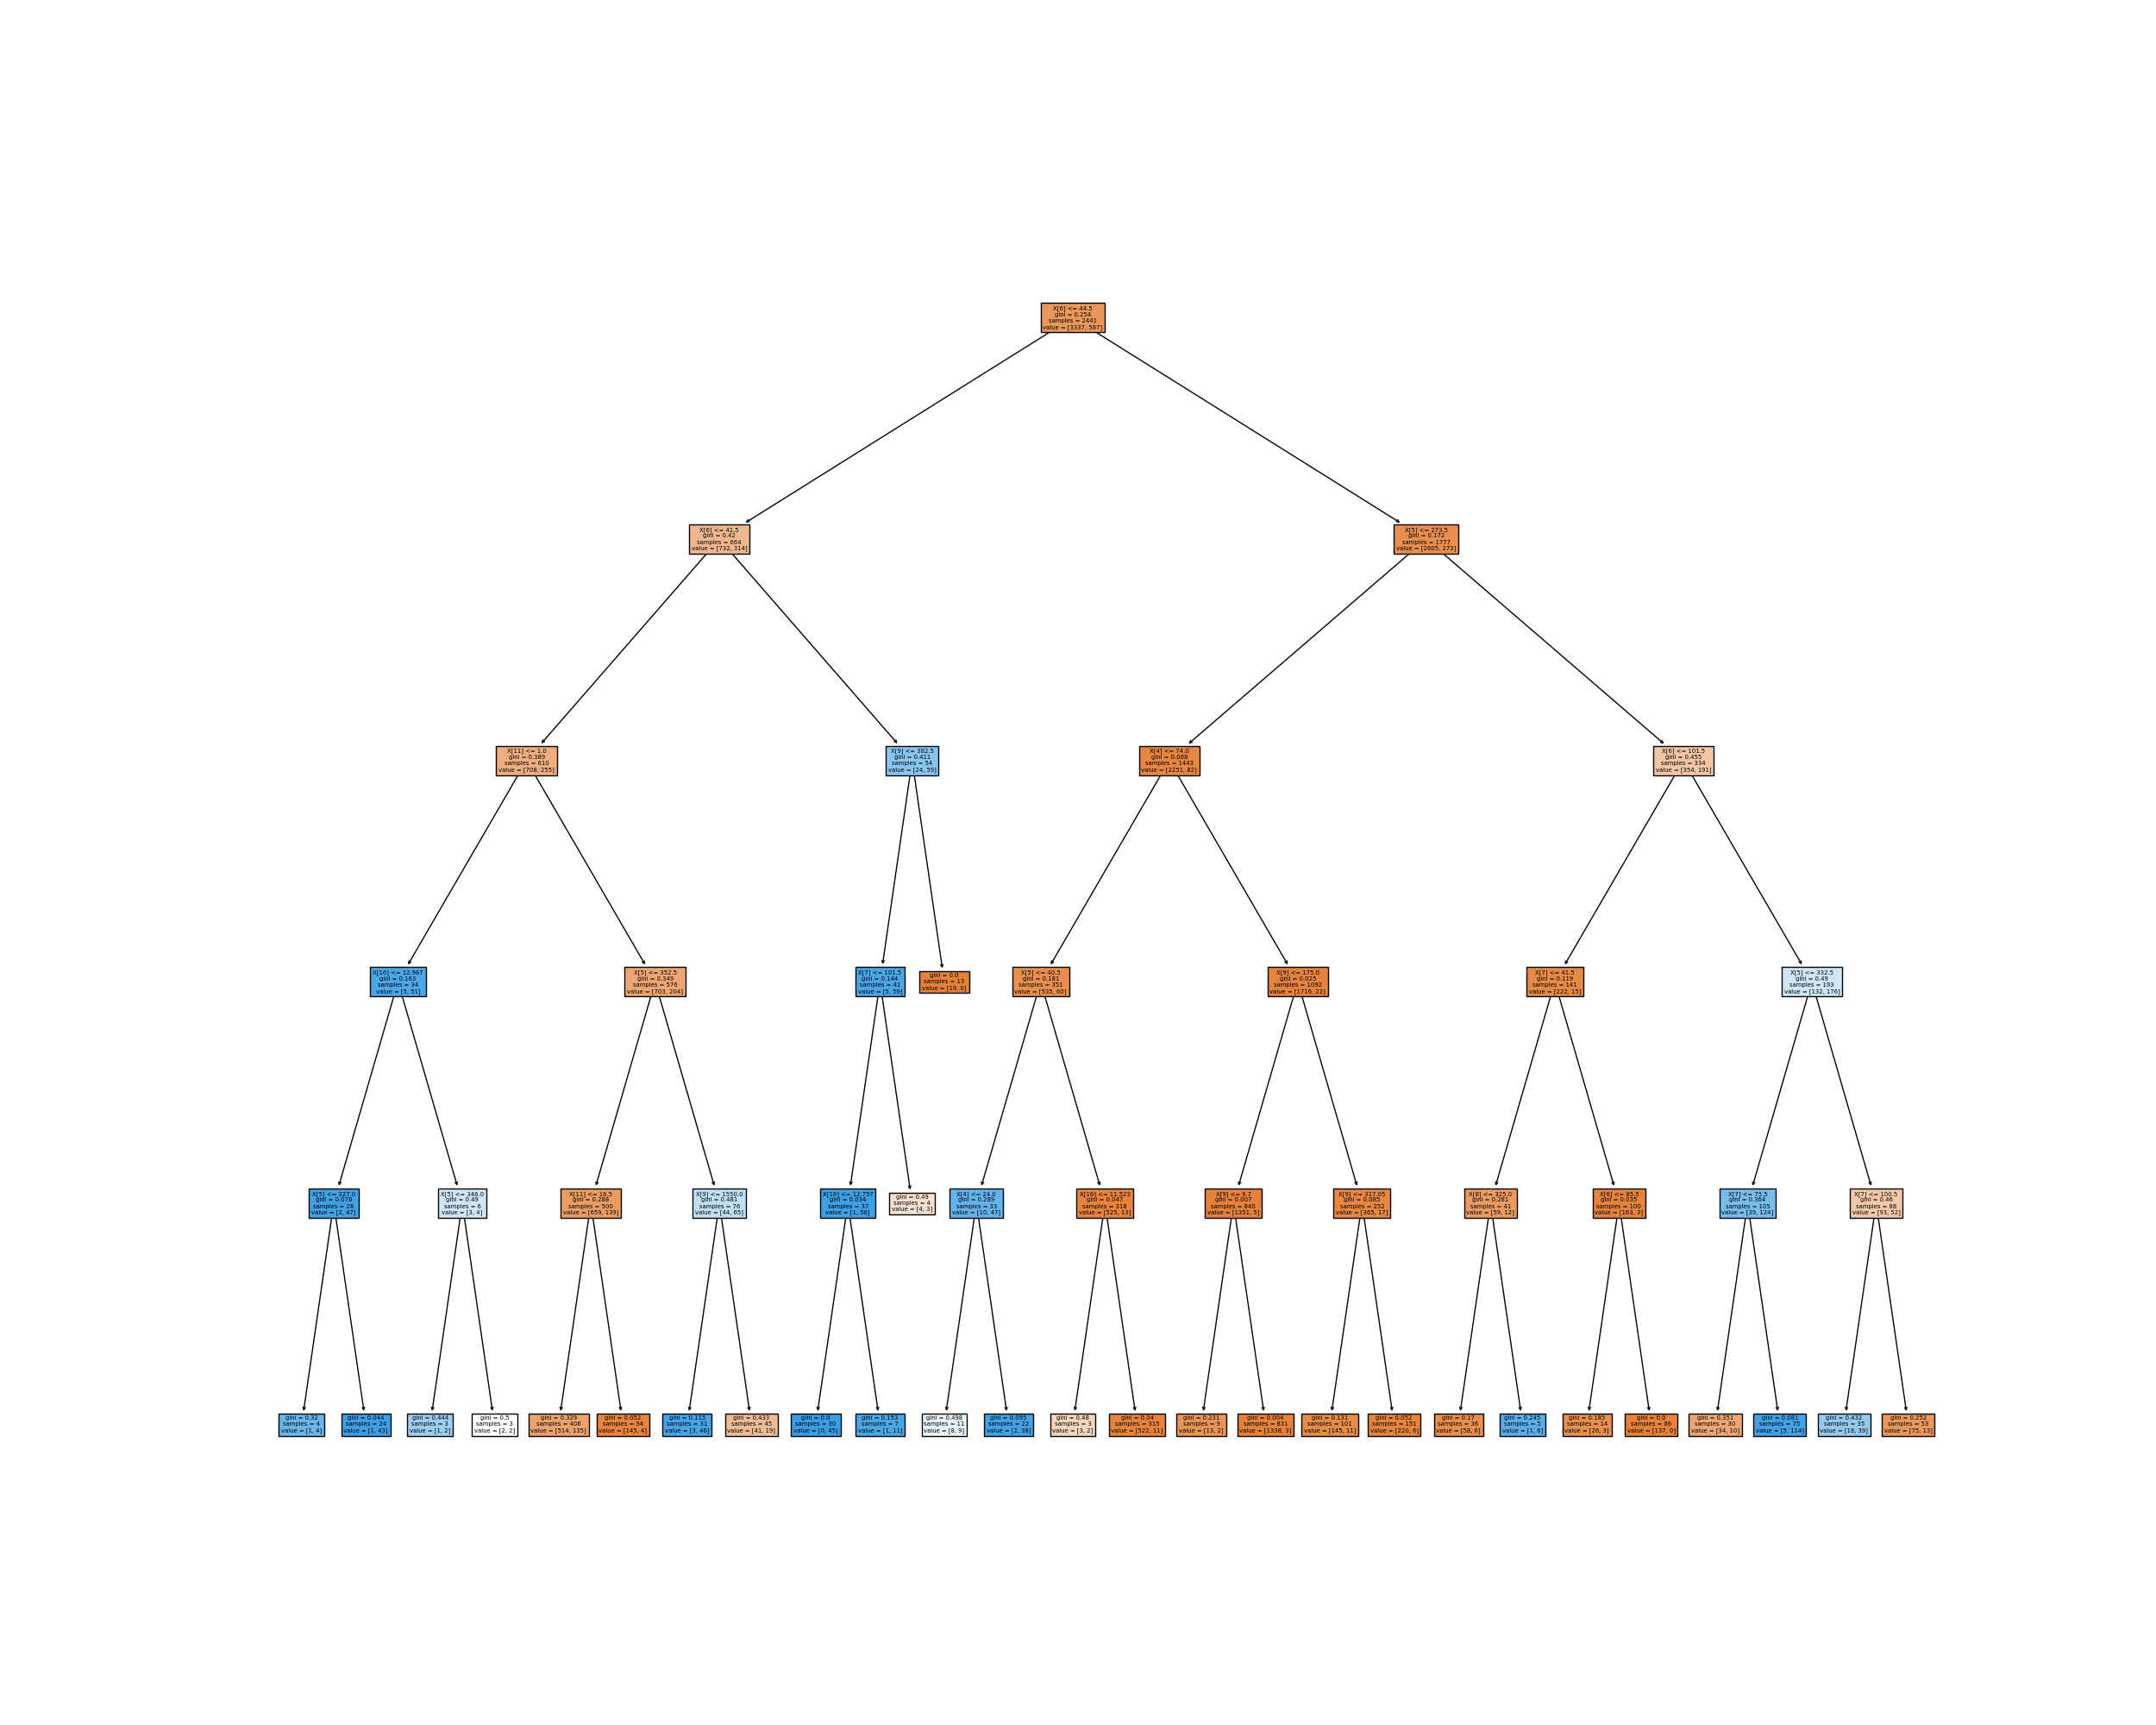 X[6] <= 44.5
gini = 0.254
samples = 2441
value = [3337, 587]
X[6] <= 41.5
gini = 0.42
samples = 664
value = [732, 314]
X[5] <= 273.5
gini = 0.172
samples = 1777
value = [2605, 273]
X[11] <= 1.0
gini = 0.389
samples = 610
value = [708, 255]
X[9] <= 382.5
gini = 0.411
samples = 54
value = [24, 59]
X[4] <= 74.0
gini = 0.068
samples = 1443
value = [2251, 82]
X[6] <= 101.5
gini = 0.455
samples = 334
value = [354, 191]
X[16] <= 12.967
gini = 0.163
samples = 34
value = [5, 51]
X[5] <= 352.5
gini = 0.349
samples = 576
value = [703, 204]
X[7] <= 101.5
gini = 0.144
samples = 41
value = [5, 59]
gini = 0.0
samples = 13
value = [19, 0]
X[5] <= 40.5
gini = 0.181
samples = 351
value = [535, 60]
X[9] <= 175.0
gini = 0.025
samples = 1092
value = [1716, 22]
X[7] <= 41.5
gini = 0.119
samples = 141
value = [222, 15]
X[5] <= 332.5
gini = 0.49
samples = 193
value = [132, 176]
X[5] <= 327.0
gini = 0.078
samples = 28
value = [2, 47]
X[5] <= 346.0
gini = 0.49
samples = 6
value = [3, 4]
X[11] <= 16.5
gini = 0.288
samples = 500
value = [659, 139]
X[9] <= 1550.0
gini = 0.481
samples = 76
value = [44, 65]
X[16] <= 12.757
gini = 0.034
samples = 37
value = [1, 56]
gini = 0.49
samples = 4
value = [4, 3]
X[4] <= 24.0
gini = 0.289
samples = 33
value = [10, 47]
X[16] <= 11.523
gini = 0.047
samples = 318
value = [525, 13]
X[9] <= 9.7
gini = 0.007
samples = 840
value = [1351, 5]
X[9] <= 317.05
gini = 0.085
samples = 252
value = [365, 17]
X[8] <= 325.0
gini = 0.281
samples = 41
value = [59, 12]
X[6] <= 85.5
gini = 0.035
samples = 100
value = [163, 3]
X[7] <= 75.5
gini = 0.364
samples = 105
value = [39, 124]
X[7] <= 100.5
gini = 0.46
samples = 88
value = [93, 52]
gini = 0.32
samples = 4
value = [1, 4]
gini = 0.044
samples = 24
value = [1, 43]
gini = 0.444
samples = 3
value = [1, 2]
gini = 0.5
samples = 3
value = [2, 2]
gini = 0.329
samples = 406
value = [514, 135]
gini = 0.052
samples = 94
value = [145, 4]
gini = 0.115
samples = 31
value = [3, 46]
gini = 0.433
samples = 45
value = [41, 19]
gini = 0.0
samples = 30
value = [0, 45]
gini = 0.153
samples = 7
value = [1, 11]
gini = 0.498
samples = 11
value = [8, 9]
gini = 0.095
samples = 22
value = [2, 38]
gini = 0.48
samples = 3
value = [3, 2]
gini = 0.04
samples = 315
value = [522, 11]
gini = 0.231
samples = 9
value = [13, 2]
gini = 0.004
samples = 831
value = [1338, 3]
gini = 0.131
samples = 101
value = [145, 11]
gini = 0.052
samples = 151
value = [220, 6]
gini = 0.17
samples = 36
value = [58, 6]
gini = 0.245
samples = 5
value = [1, 6]
gini = 0.185
samples = 14
value = [26, 3]
gini = 0.0
samples = 86
value = [137, 0]
gini = 0.351
samples = 30
value = [34, 10]
gini = 0.081
samples = 75
value = [5, 114]
gini = 0.432
samples = 35
value = [18, 39]
gini = 0.252
samples = 53
value = [75, 13]